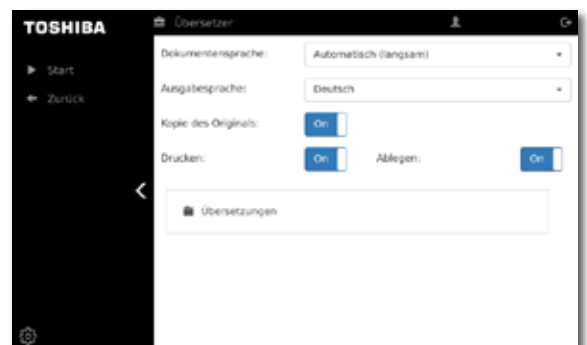 TOSHIBA
Übersetzer
Start
Zurück
Dokumentensprache:
Automatisch (langsam)
Ausgabesprache:
Deutsch
Kopie des Originals:
On
Drucken:
On
Ablegen:
On
Übersetzungen